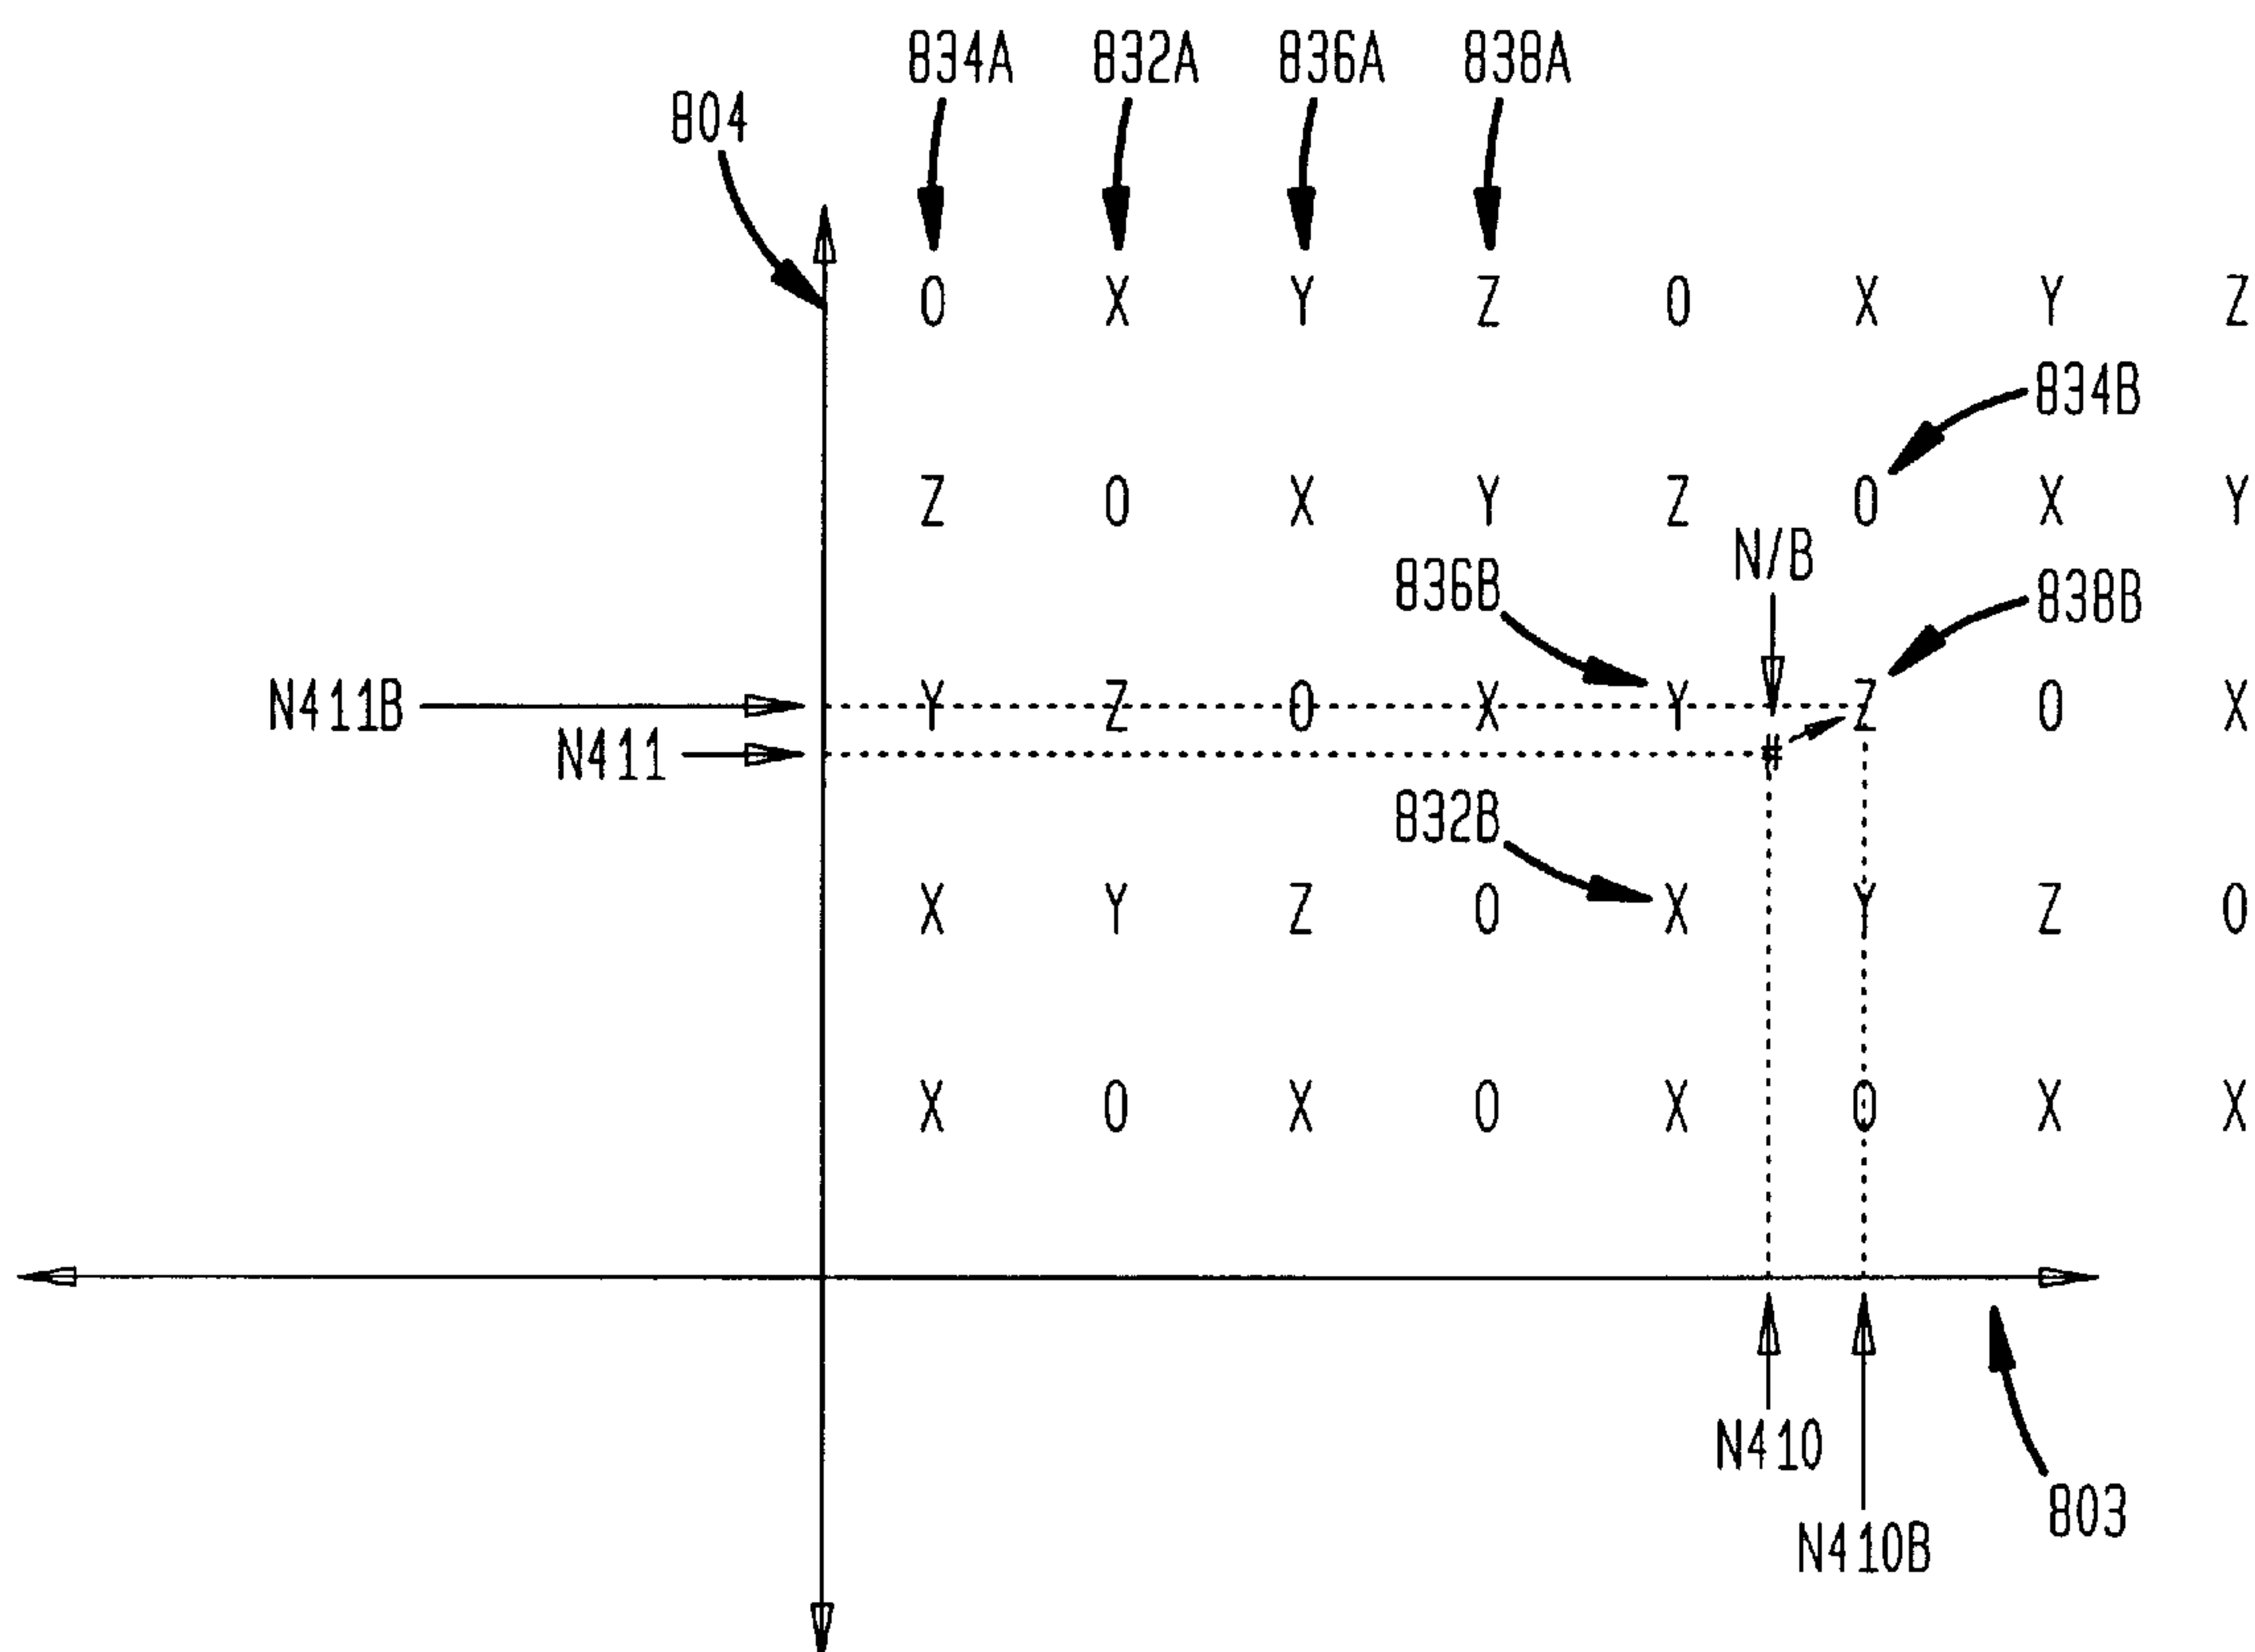 834A 832A 836A 838A
804
O X Y Z O X Y Z
834B
Z O X Y Z O X Y
N/B
836B
838B
N411B
Y Z O X Y Z O X
N411
#
832B
X Y Z O X Y Z O
X O X O X O X X
N410
803
N410B